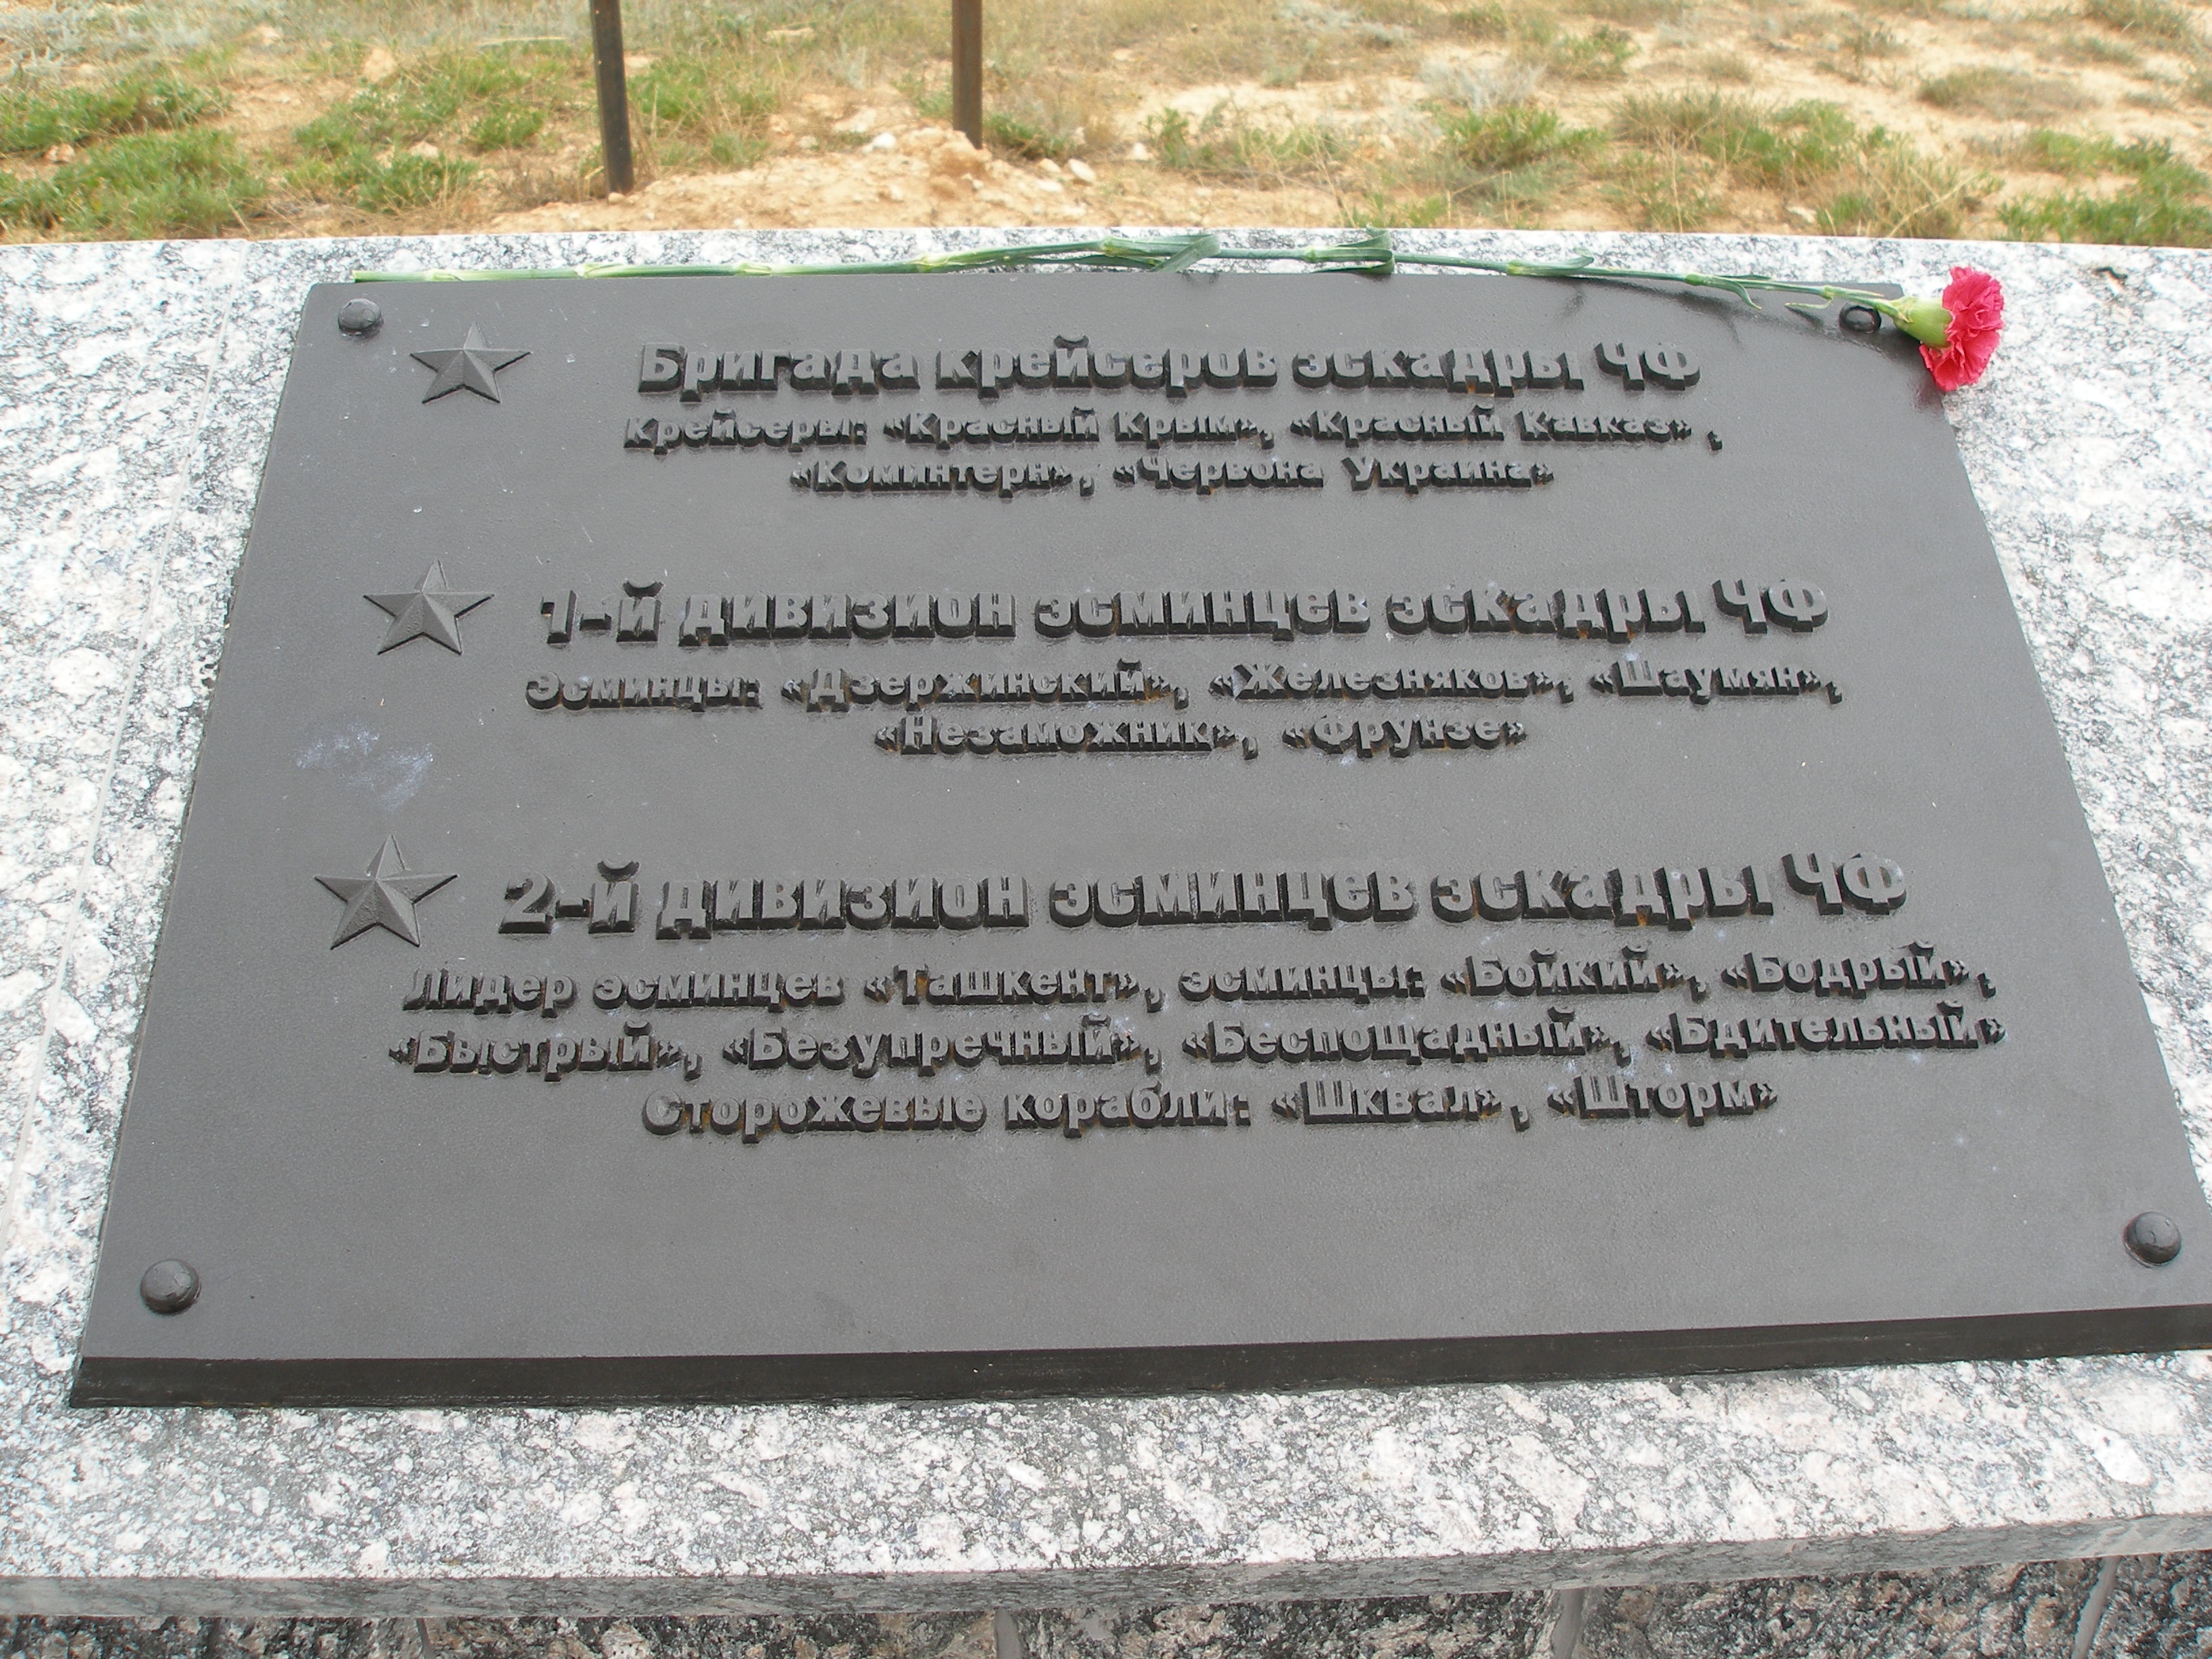 Бригада крейсеров эскадры ЧФ
Крейсеры: «Красный Крым», «Красный Кавказ»,
«Коминтерн», «Червона Украина»
1-й дивизион эсминцев эскадры ЧФ
Эсминцы: «Дзержинский», «Железняков», «Шаумян»,
«Незаможник», «Фрунзе»
2-й дивизион эсминцев эскадры ЧФ
Лидер эсминцев «Ташкент», эсминцы: «Бойкий», «Бодрый»,
«Быстрый», «Безупречный», «Беспощадный», «Бдительный»
Сторожевые корабли: «Шквал», «Шторм»